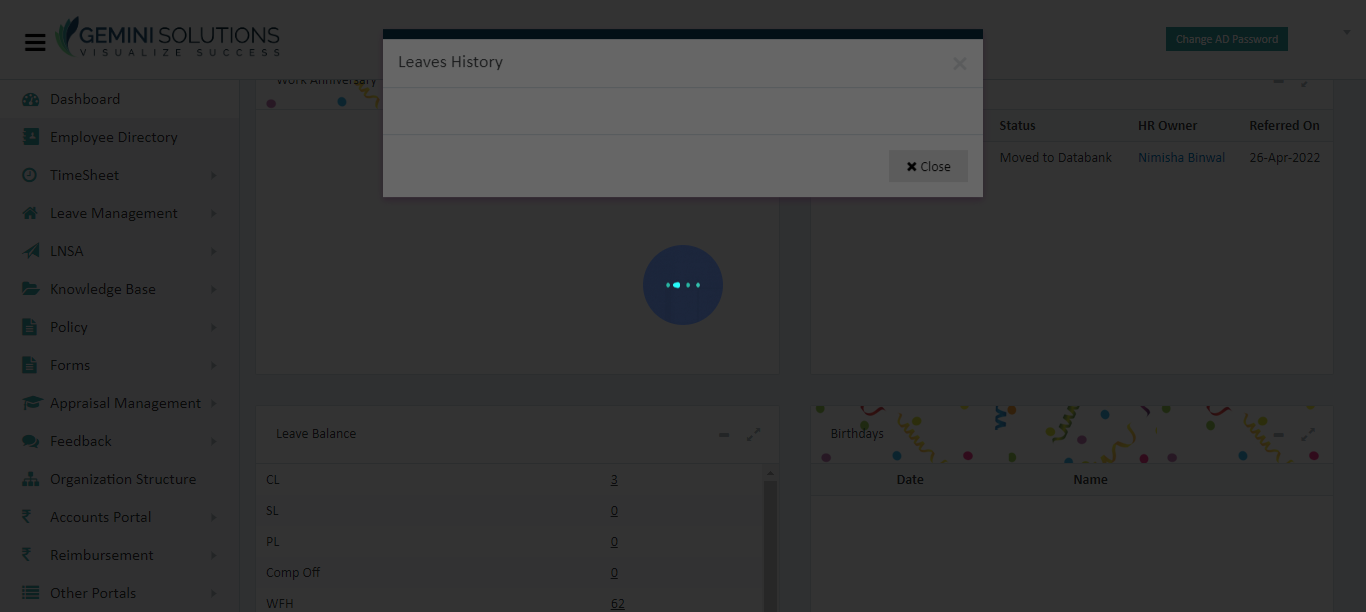 GEMINI SOLUTIONS
VISUALIZE SUCCESS
Change AD Password
Leaves History
×
Close
Work Anniversary
Dashboard
Employee Directory
TimeSheet
Leave Management
LNSA
Knowledge Base
Policy
Forms
Appraisal Management
Feedback
Organization Structure
Accounts Portal
Reimbursement
Other Portals
Status HR Owner Referred On
Moved to Databank Nimisha Binwal 26-Apr-2022
Leave Balance
CL 3
SL 0
PL 0
Comp Off 0
WFH 62
Birthdays
Date Name